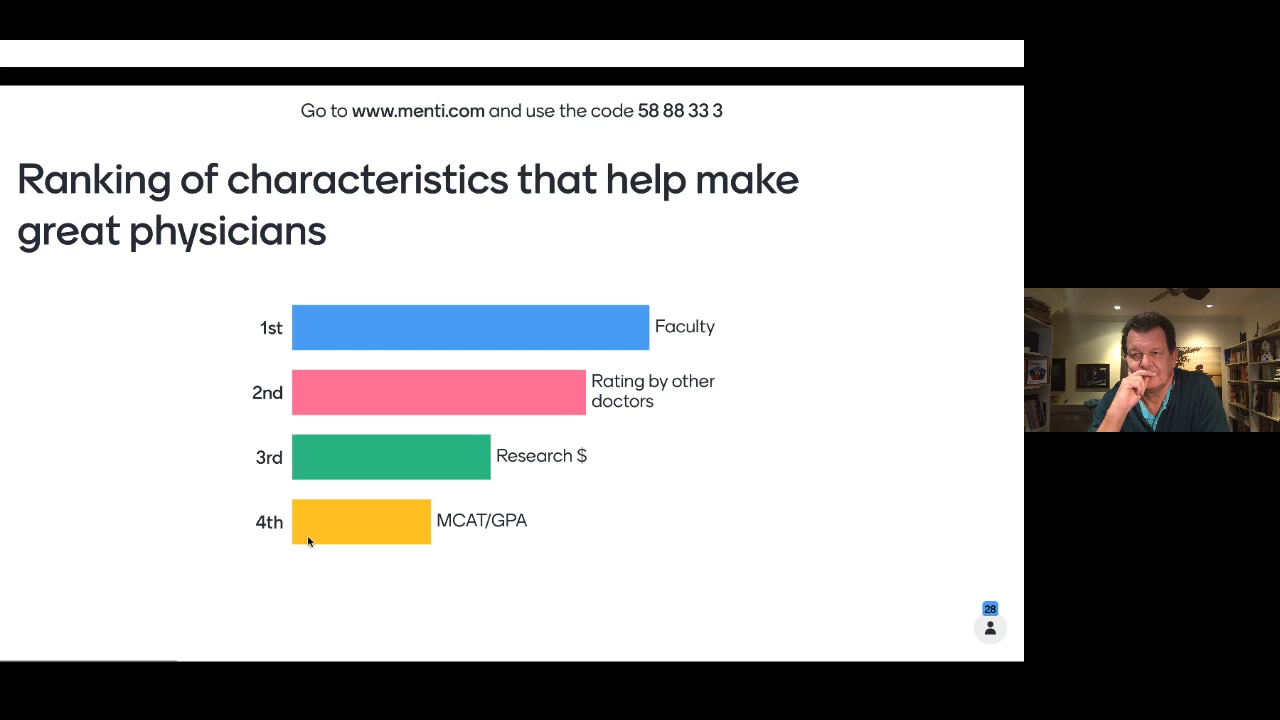 Go to www.menti.com and use the code 58 88 33 3
Ranking of characteristics that help make
great physicians
1st
Faculty
2nd
Rating by other
doctors
3rd
Research $
4th
MCAT/GPA
28